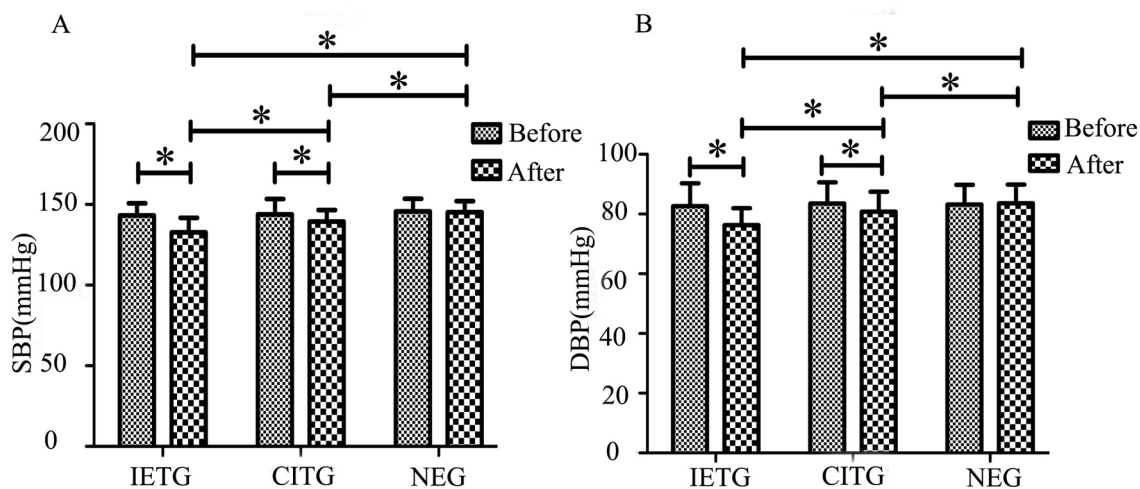 A
*
*
*
*
*
Before
After
SBP(mmHg)
200
150
100
50
0
IETG
CITG
NEG
B
*
*
*
*
*
Before
After
DBP(mmHg)
100
80
60
40
20
0
IETG
CITG
NEG